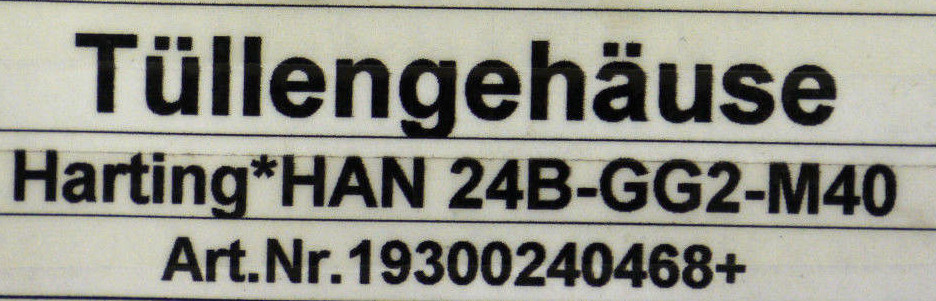 Tüllengehäuse
Harting*HAN 24B-GG2-M40
Art.Nr.19300240468+